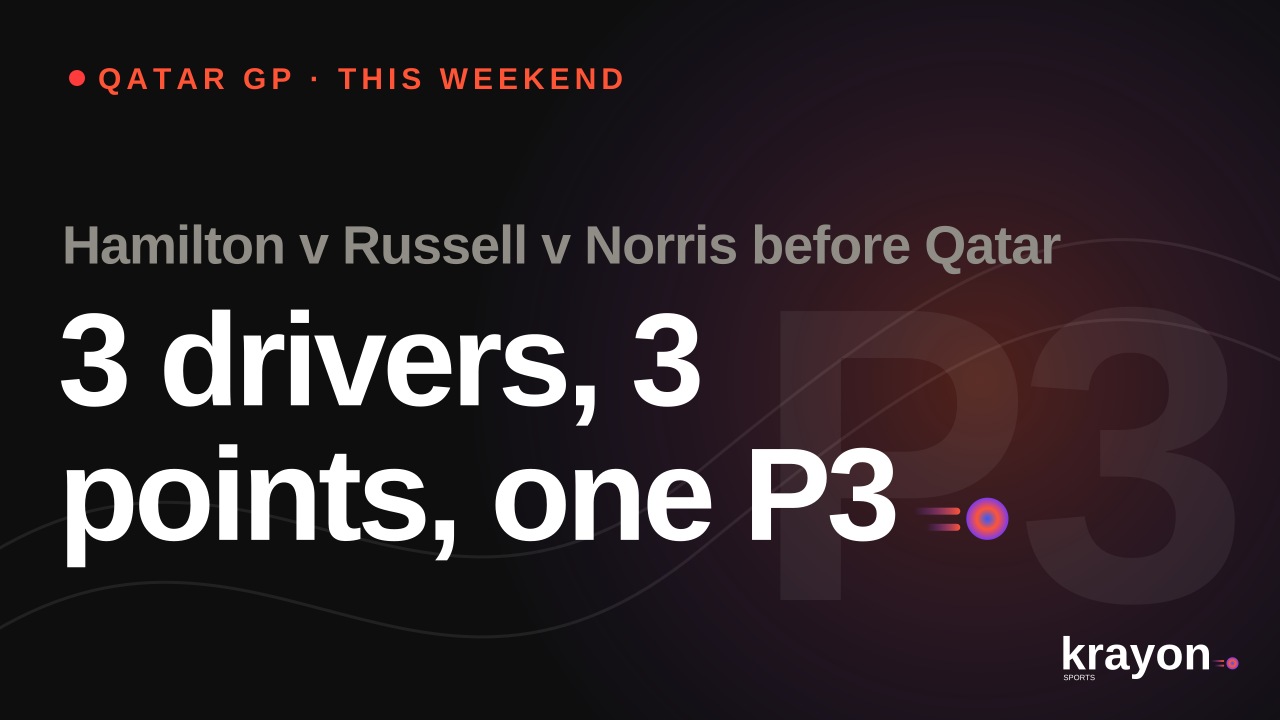 QATAR GP · THIS WEEKEND
Hamilton v Russell v Norris before Qatar
3 drivers, 3
points, one P3
P3
krayon
SPORTS